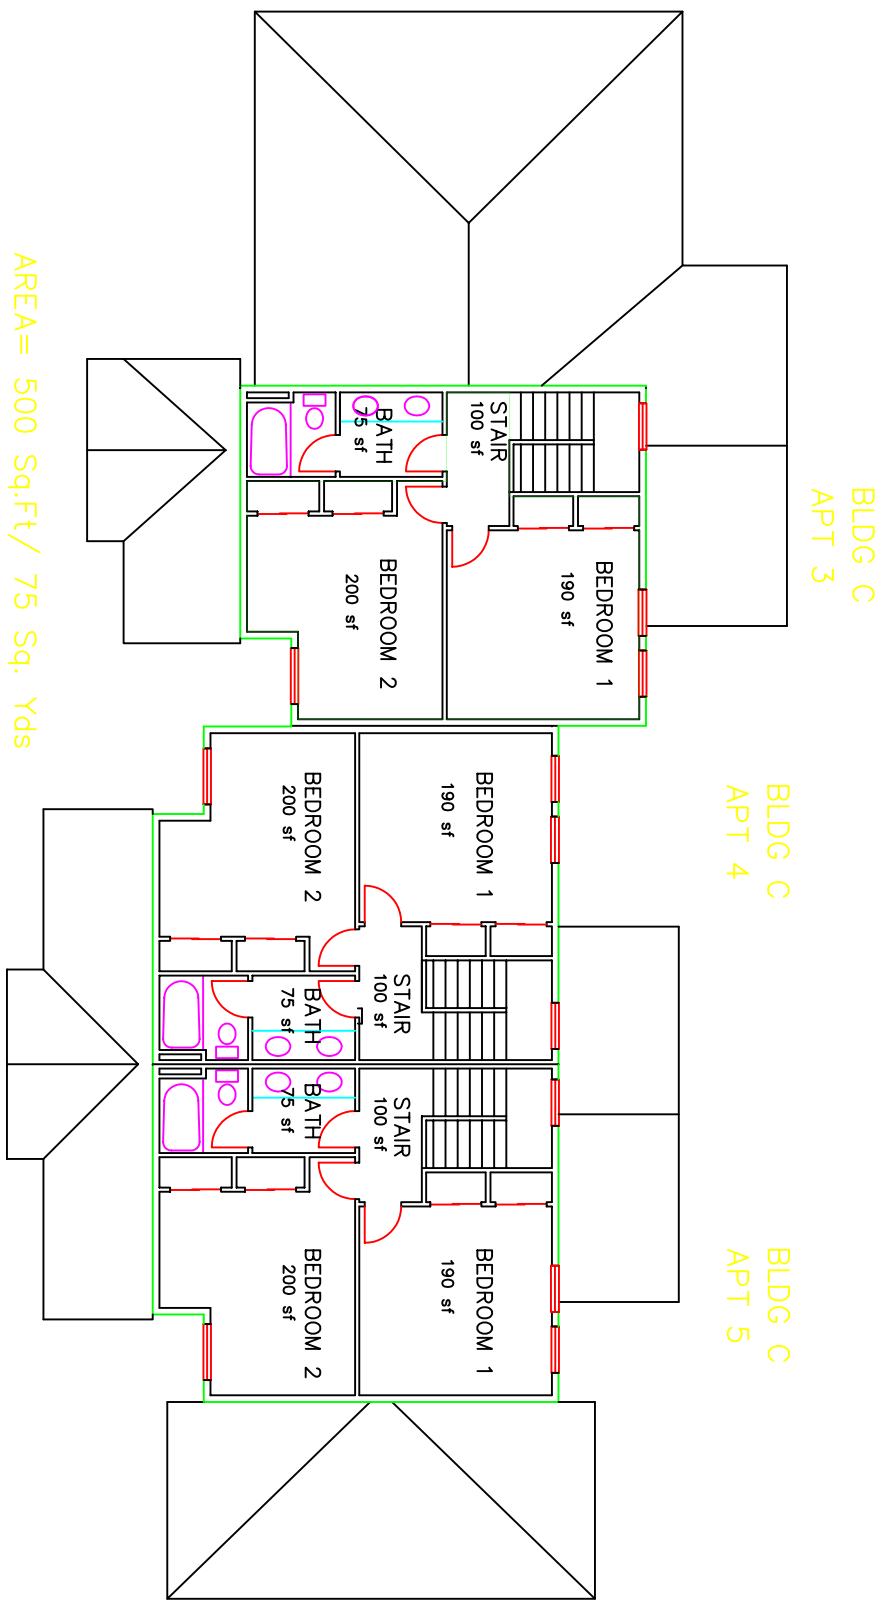 BLDG C
APT 3
BLDG C
APT 4
BLDG C
APT 5
STAIR
100 sf
BATH
75 sf
BEDROOM 1
190 sf
BEDROOM 2
200 sf
BEDROOM 1
190 sf
BEDROOM 2
200 sf
STAIR
100 sf
BATH
75 sf
STAIR
100 sf
BATH
75 sf
BEDROOM 1
190 sf
BEDROOM 2
200 sf
AREA= 500 Sq.Ft/ 75 Sq. Yds